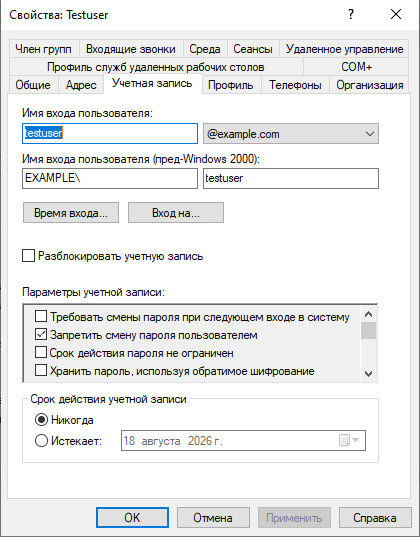 Свойства: Testuser
Член групп Входящие звонки Среда Сеансы Удаленное управление
Профиль служб удаленных рабочих столов COM+
Общие Адрес Учетная запись Профиль Телефоны Организация
Имя входа пользователя:
testuser @example.com
Имя входа пользователя (пред-Windows 2000):
EXAMPLE\ testuser
Время входа... Вход на...
Разблокировать учетную запись
Параметры учетной записи:
Требовать смены пароля при следующем входе в систему
Запретить смену пароля пользователем
Срок действия пароля не ограничен
Хранить пароль, используя обратимое шифрование
Срок действия учетной записи
Никогда
Истекает: 18 августа 2026 г.
OK Отмена Применить Справка